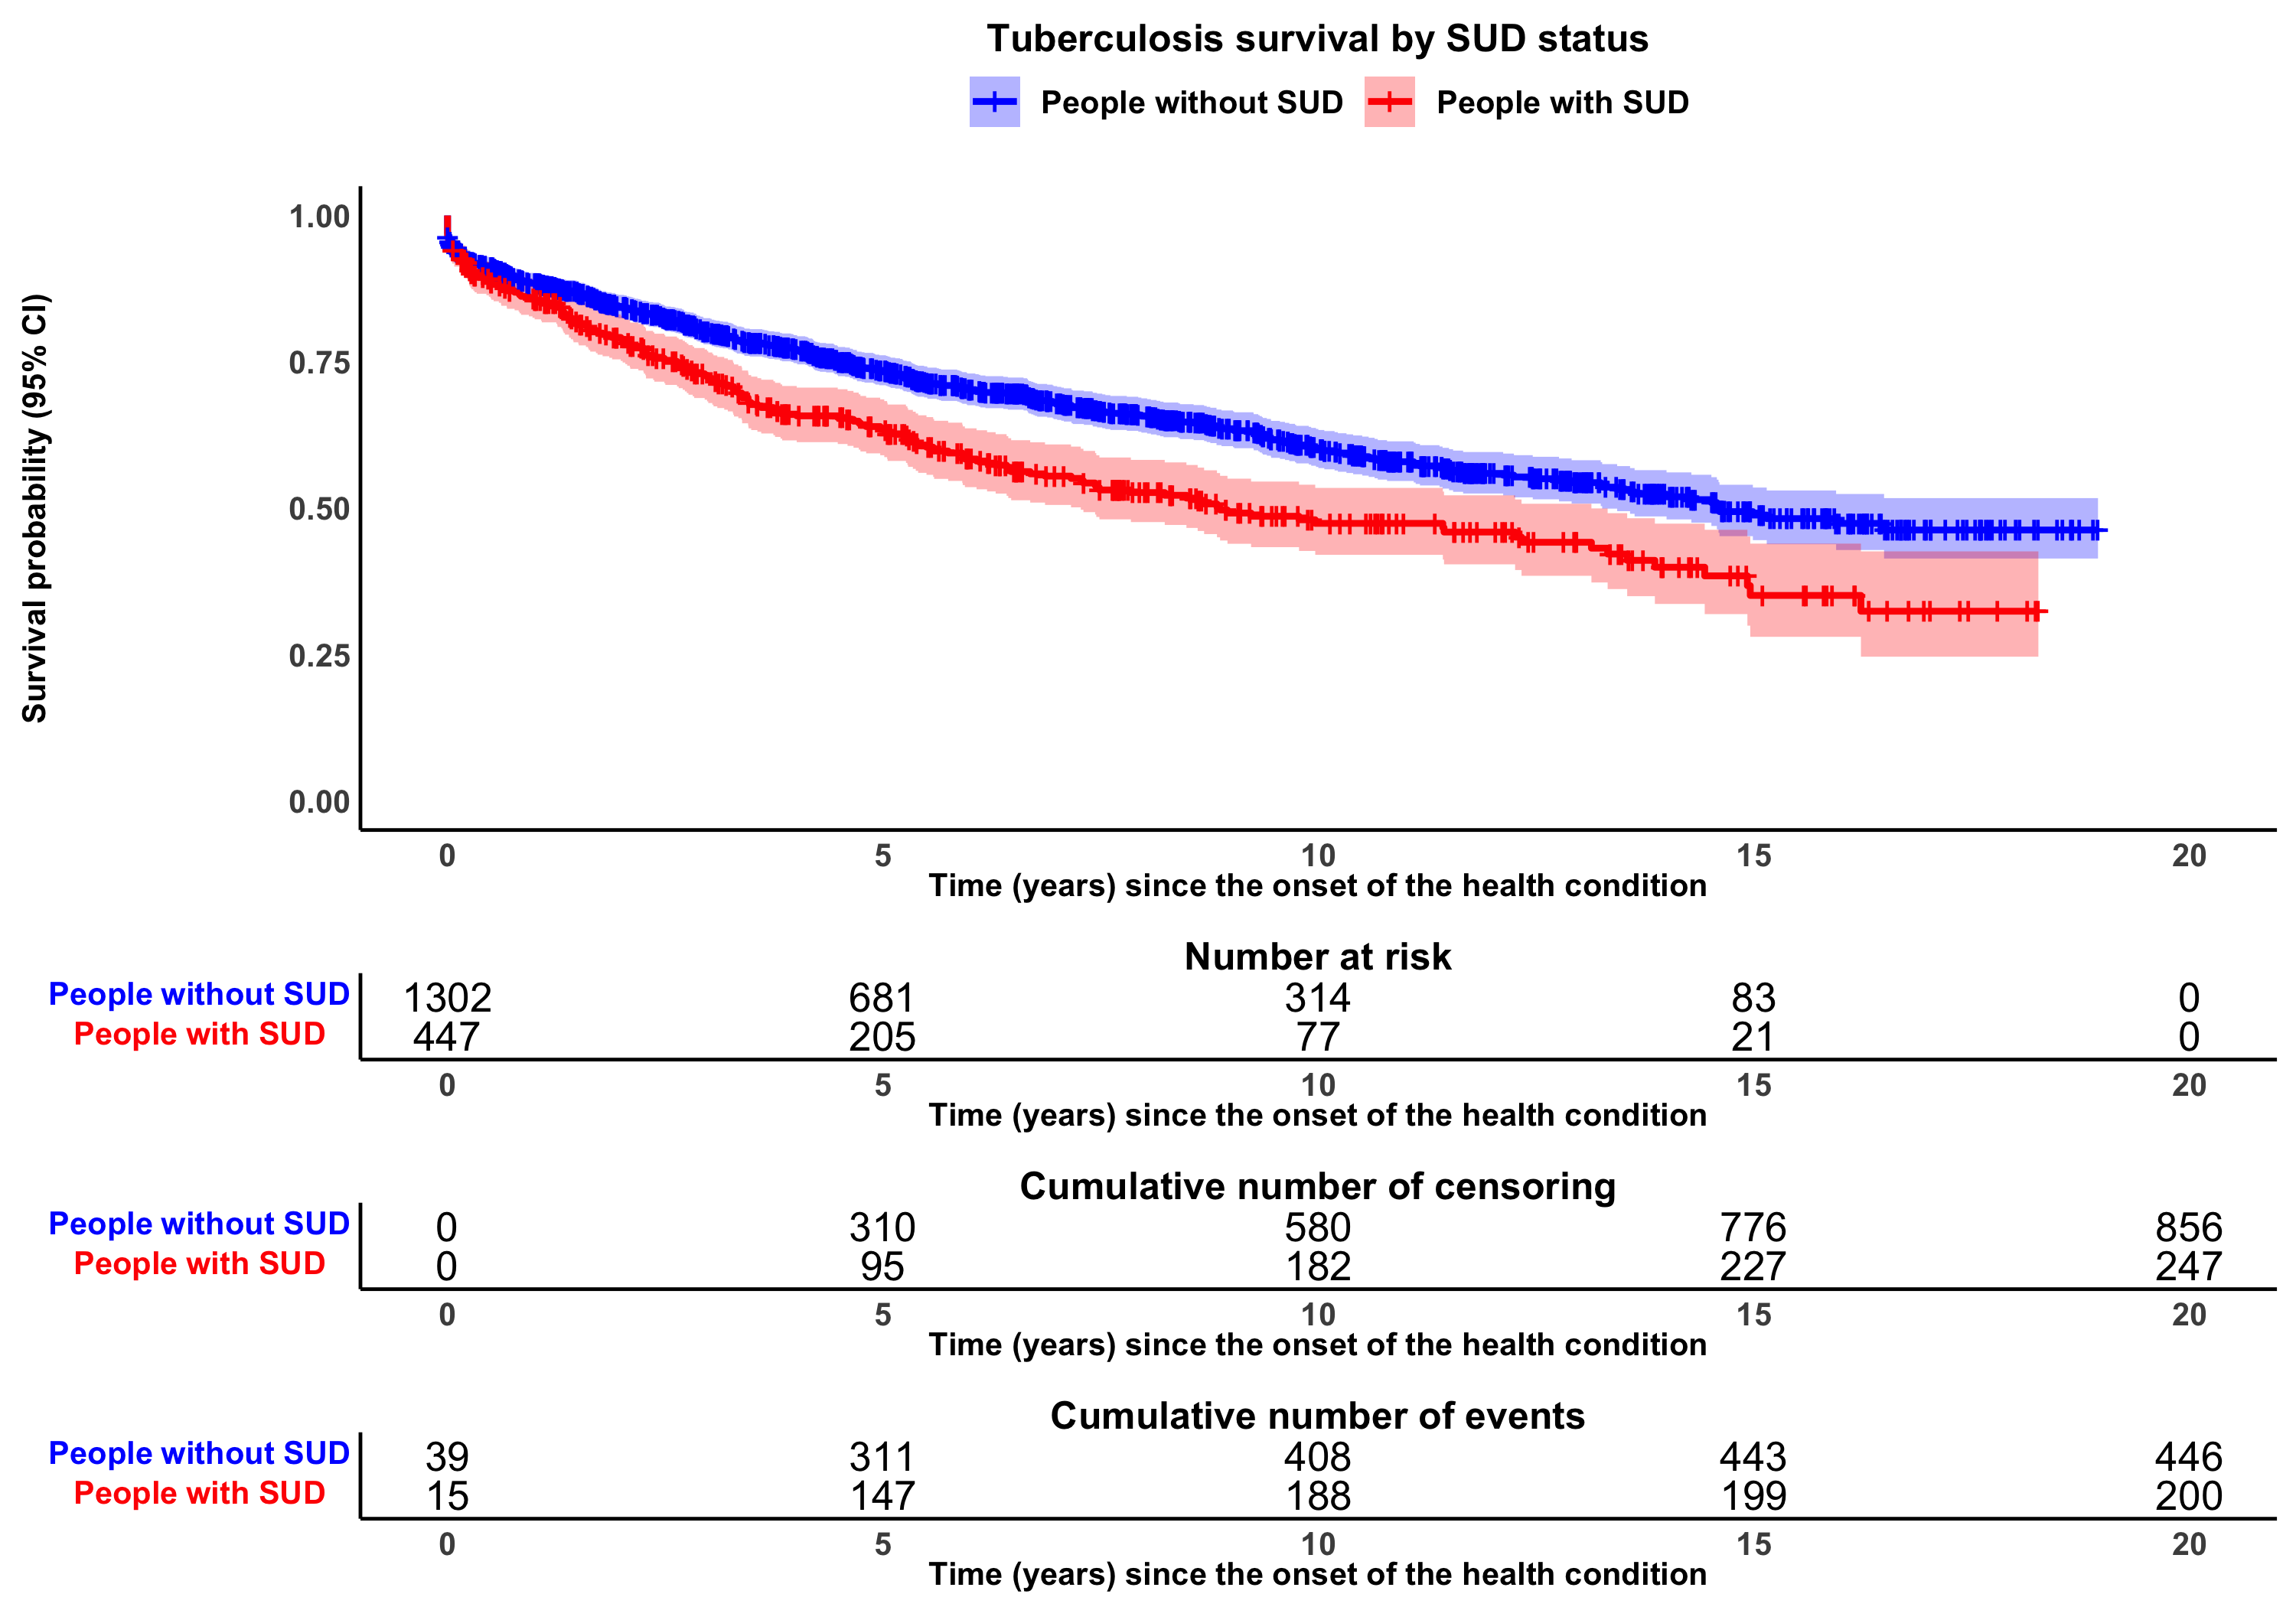 Tuberculosis survival by SUD status
People without SUD People with SUD
Survival probability (95% CI)
1.00
0.75
0.50
0.25
0.00
0 5 10 15 20
Time (years) since the onset of the health condition
Number at risk
People without SUD 1302 681 314 83 0
People with SUD 447 205 77 21 0
0 5 10 15 20
Time (years) since the onset of the health condition
Cumulative number of censoring
People without SUD 0 310 580 776 856
People with SUD 0 95 182 227 247
0 5 10 15 20
Time (years) since the onset of the health condition
Cumulative number of events
People without SUD 39 311 408 443 446
People with SUD 15 147 188 199 200
0 5 10 15 20
Time (years) since the onset of the health condition